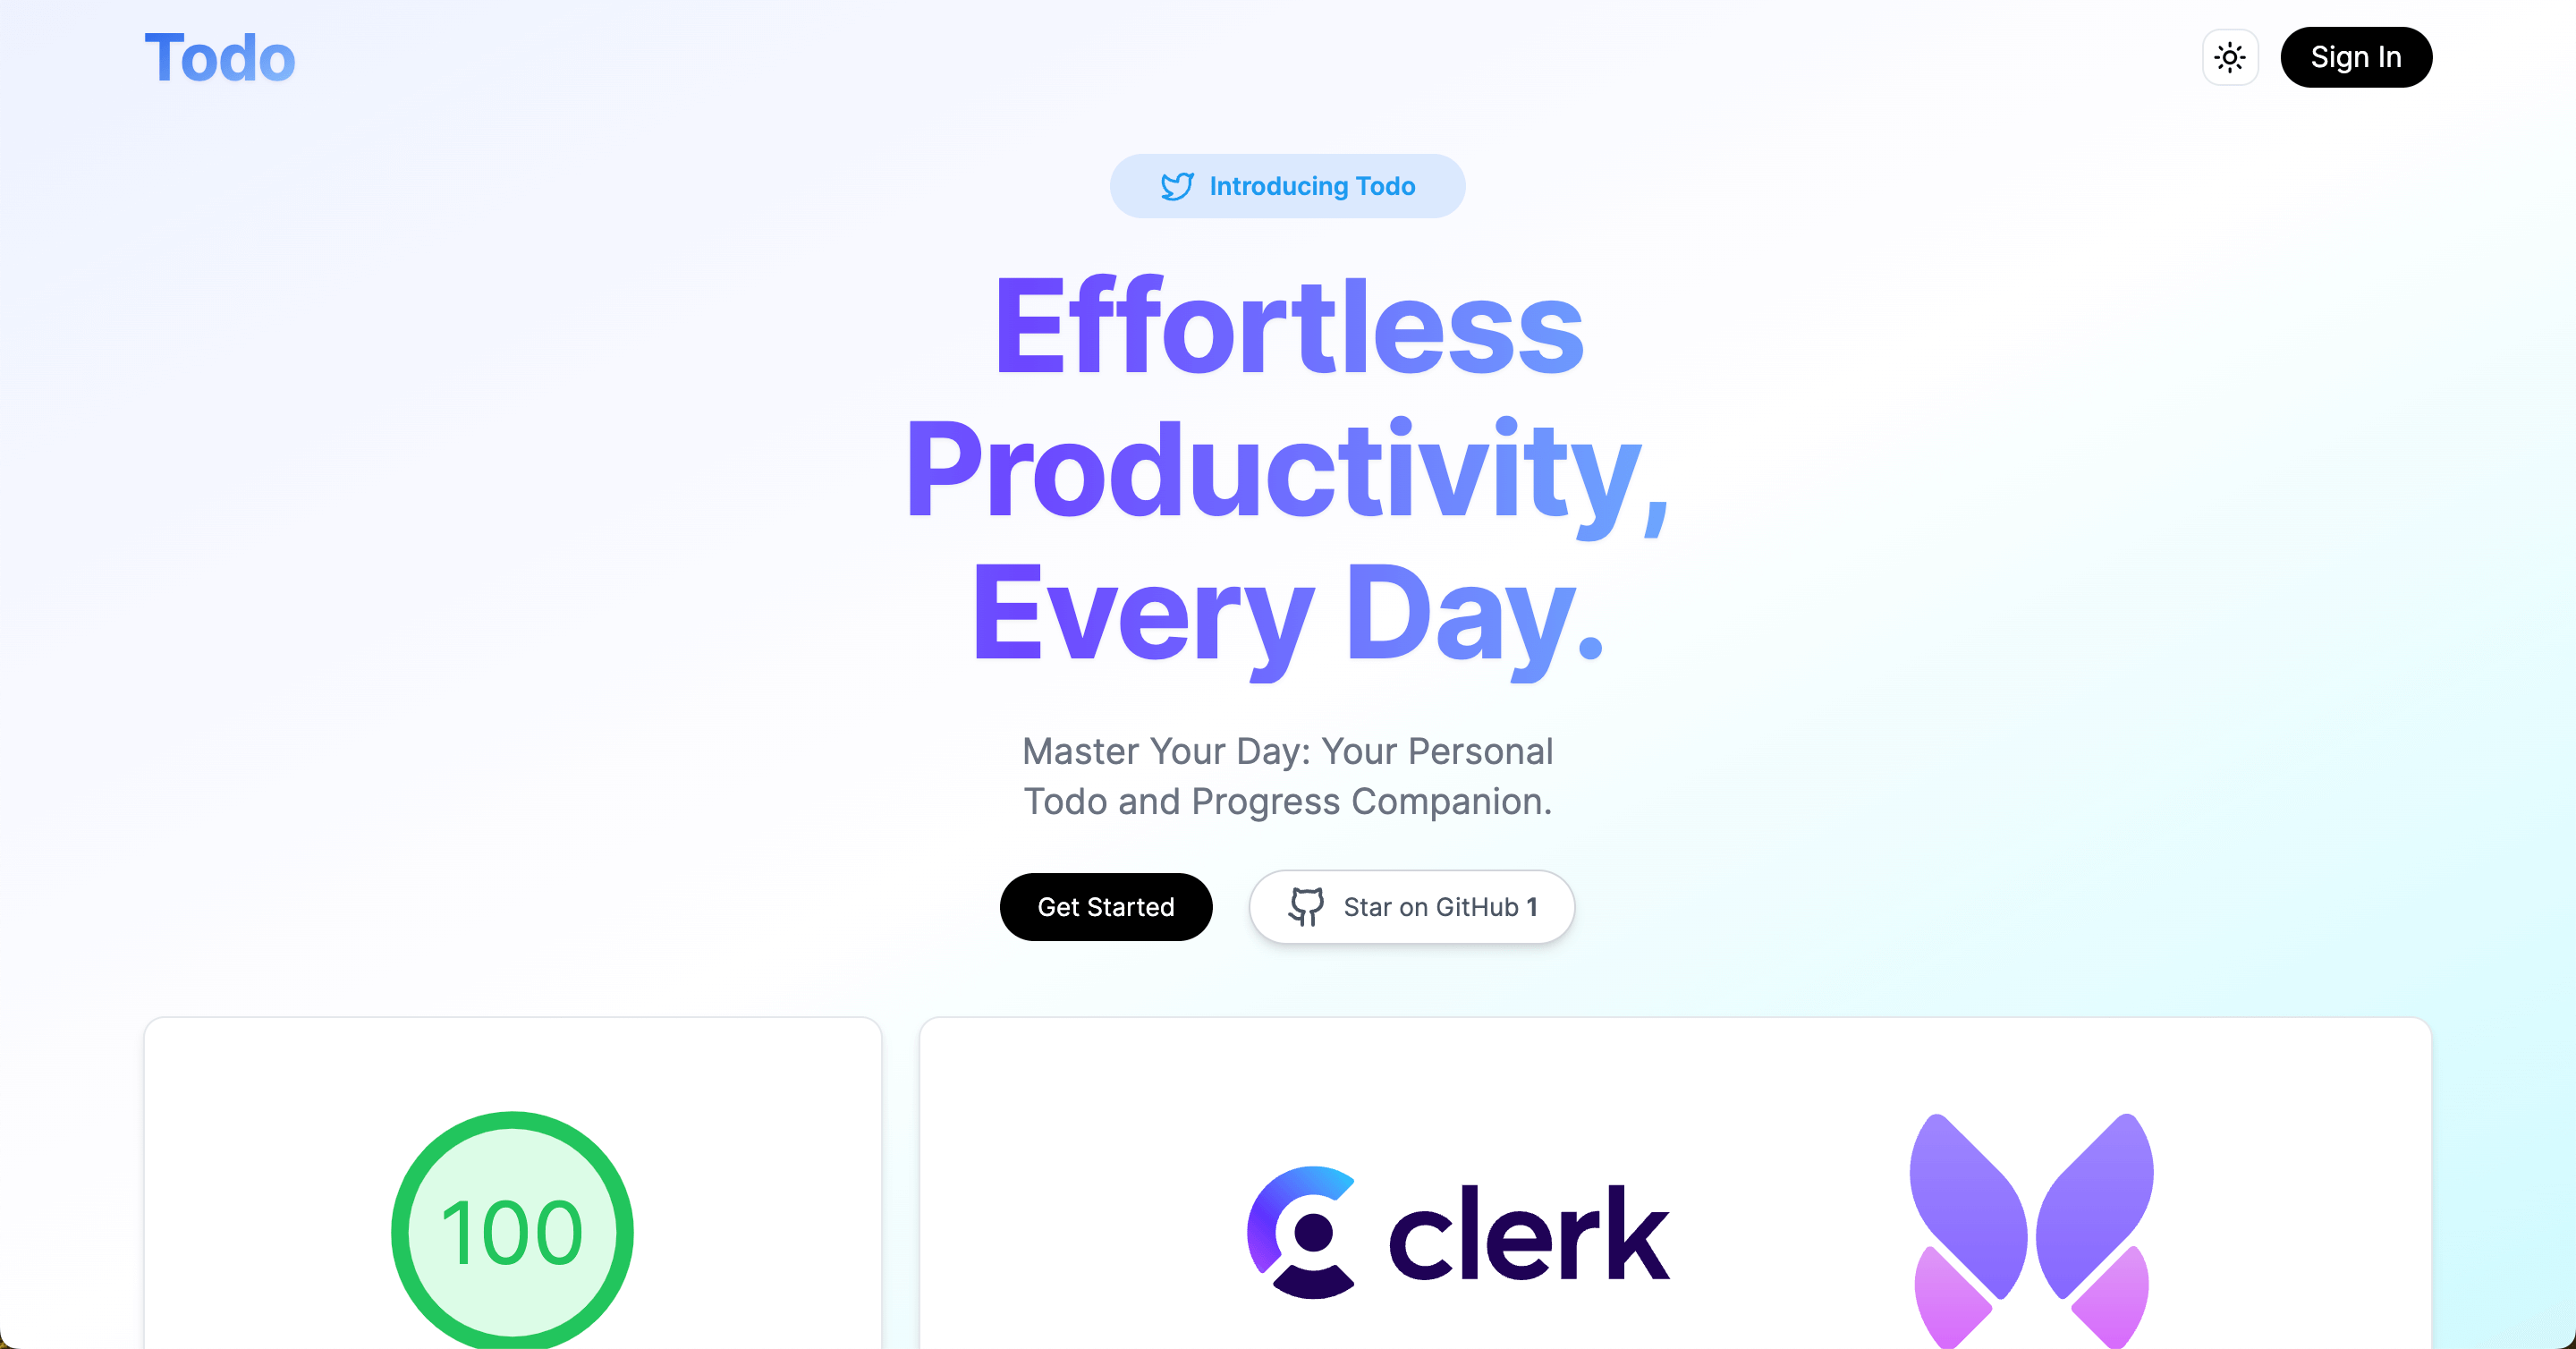 Todo
Sign In
Introducing Todo
Effortless
Productivity,
Every Day.
Master Your Day: Your Personal
Todo and Progress Companion.
Get Started
Star on GitHub 1
100
clerk